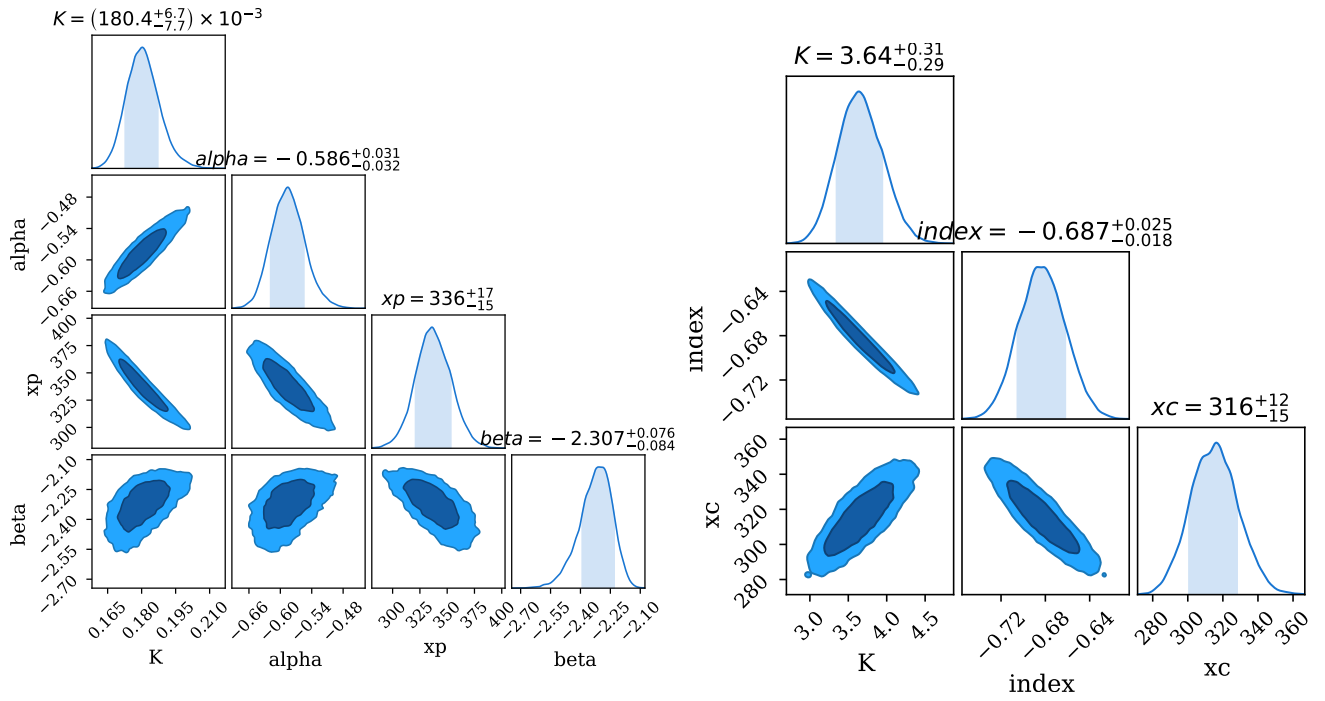 K = (180.4 +6.7 −7.7) × 10−3
alpha = −0.586 +0.031 −0.032
xp = 336 +17 −15
beta = −2.307 +0.076 −0.084
alpha
−0.48
−0.54
−0.60
−0.66
xp
400
375
350
325
300
beta
−2.10
−2.25
−2.40
−2.55
−2.70
0.165 0.180 0.195 0.210
K
−0.66 −0.60 −0.54 −0.48
alpha
300 325 350 375 400
xp
−2.70 −2.55 −2.40 −2.25 −2.10
beta
K = 3.64 +0.31 −0.29
index = −0.687 +0.025 −0.018
xc = 316 +12 −15
index
−0.64
−0.68
−0.72
xc
360
340
320
300
280
3.0 3.5 4.0 4.5
K
−0.72 −0.68 −0.64
index
280 300 320 340 360
xc